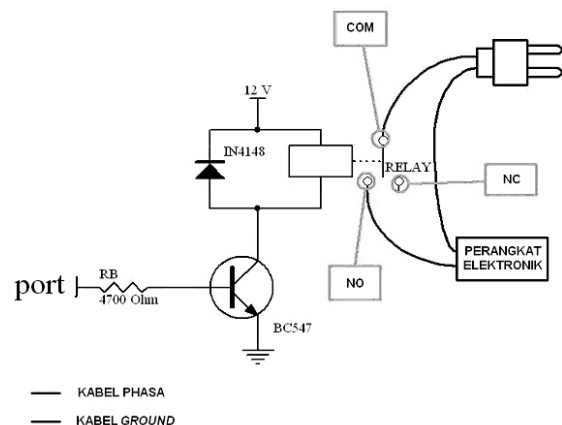 COM
12 V
IN4148
RELAY
NC
port
RB
4700 Ohm
NO
PERANGKAT
ELEKTRONIK
BC547
KABEL PHASA
KABEL GROUND